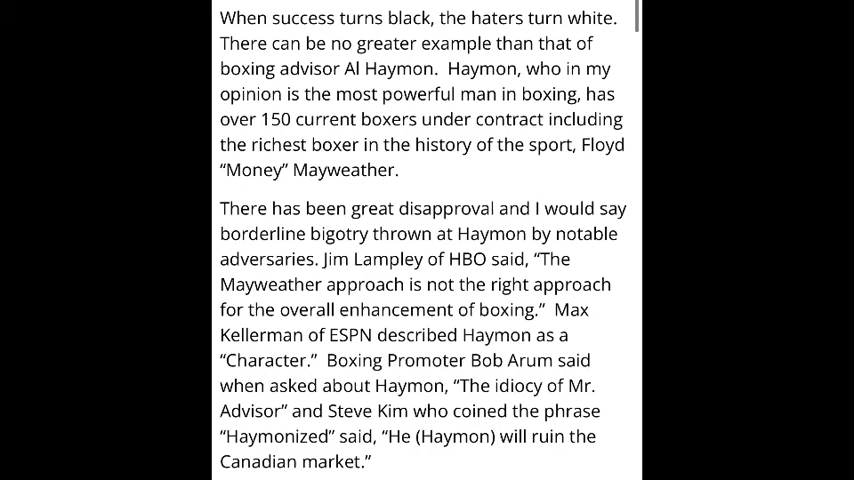 When success turns black, the haters turn white.
There can be no greater example than that of
boxing advisor Al Haymon.  Haymon, who in my
opinion is the most powerful man in boxing, has
over 150 current boxers under contract including
the richest boxer in the history of the sport, Floyd
“Money” Mayweather.
There has been great disapproval and I would say
borderline bigotry thrown at Haymon by notable
adversaries. Jim Lampley of HBO said, “The
Mayweather approach is not the right approach
for the overall enhancement of boxing.”  Max
Kellerman of ESPN described Haymon as a
“Character.”  Boxing Promoter Bob Arum said
when asked about Haymon, “The idiocy of Mr.
Advisor” and Steve Kim who coined the phrase
“Haymonized” said, “He (Haymon) will ruin the
Canadian market.”